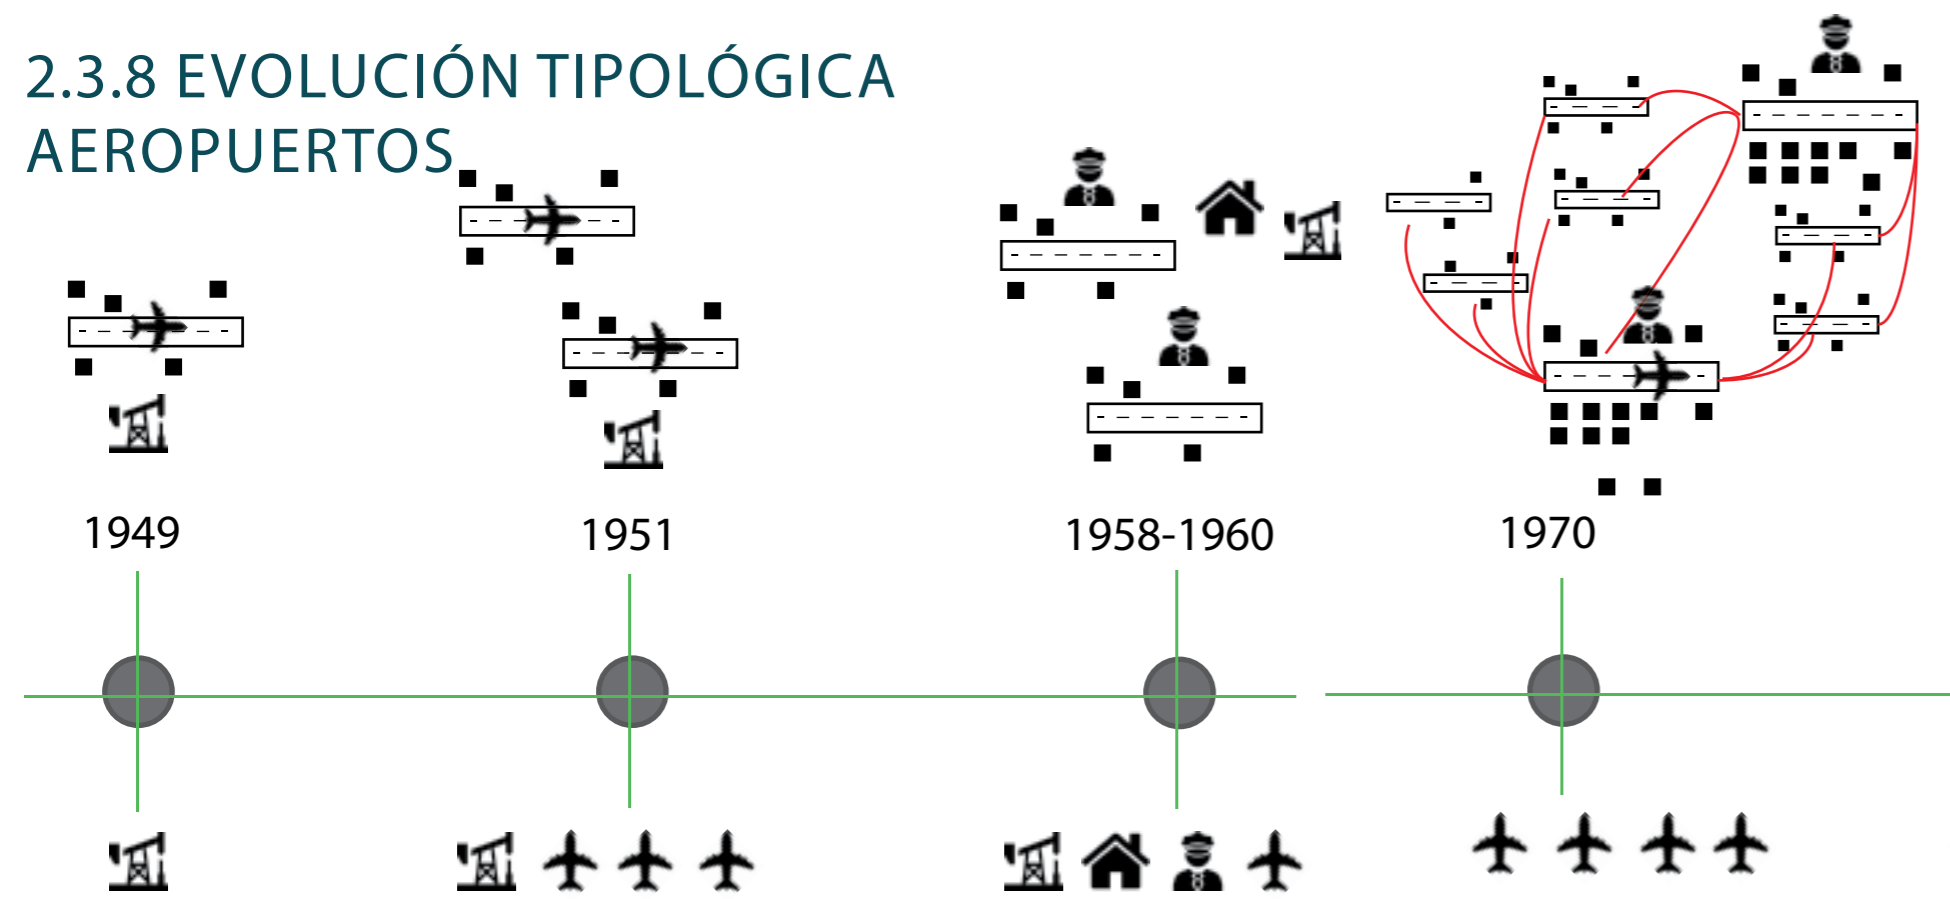 2.3.8 EVOLUCIÓN TIPOLÓGICA
AEROPUERTOS
1949
1951
1958-1960
1970